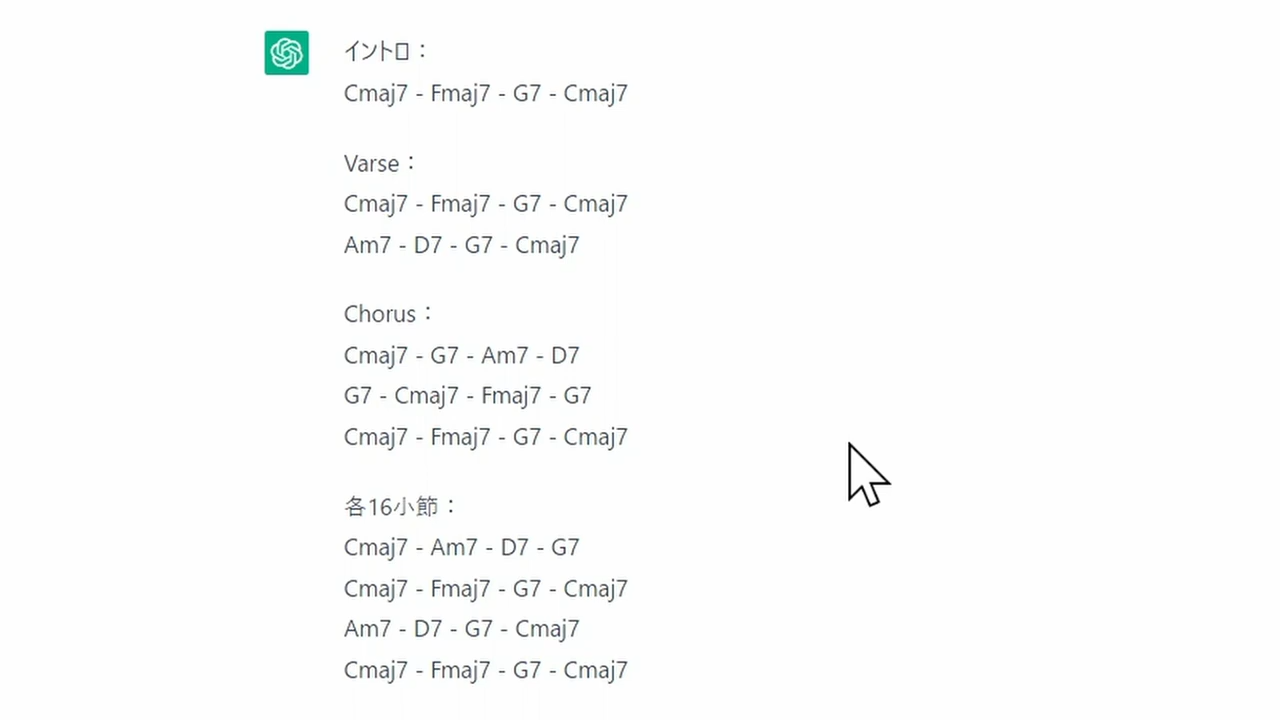 イントロ：
Cmaj7 - Fmaj7 - G7 - Cmaj7
Varse：
Cmaj7 - Fmaj7 - G7 - Cmaj7
Am7 - D7 - G7 - Cmaj7
Chorus：
Cmaj7 - G7 - Am7 - D7
G7 - Cmaj7 - Fmaj7 - G7
Cmaj7 - Fmaj7 - G7 - Cmaj7
各16小節：
Cmaj7 - Am7 - D7 - G7
Cmaj7 - Fmaj7 - G7 - Cmaj7
Am7 - D7 - G7 - Cmaj7
Cmaj7 - Fmaj7 - G7 - Cmaj7